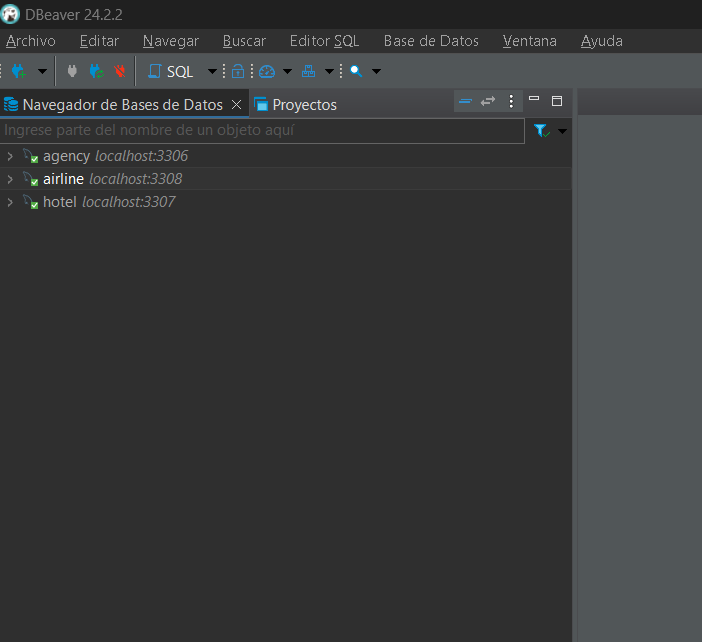 DBeaver 24.2.2
Archivo Editar Navegar Buscar Editor SQL Base de Datos Ventana Ayuda
SQL
Navegador de Bases de Datos Proyectos
Ingrese parte del nombre de un objeto aquí
agency localhost:3306
airline localhost:3308
hotel localhost:3307